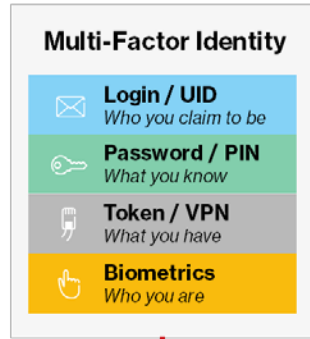 Multi-Factor Identity
Login / UID
Who you claim to be
Password / PIN
What you know
Token / VPN
What you have
Biometrics
Who you are